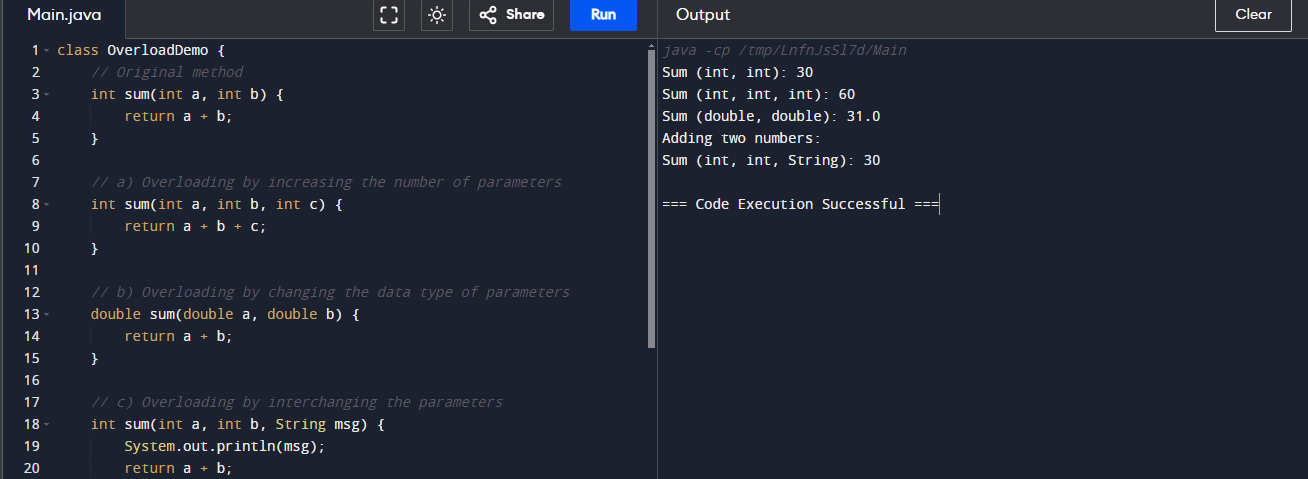 Main.java
Share
Run
Output
Clear
1 class OverloadDemo {
2 // Original method
3 int sum(int a, int b) {
4 return a + b;
5 }
6
7 // a) Overloading by increasing the number of parameters
8 int sum(int a, int b, int c) {
9 return a + b + c;
10 }
11
12 // b) Overloading by changing the data type of parameters
13 double sum(double a, double b) {
14 return a + b;
15 }
16
17 // c) Overloading by interchanging the parameters
18 int sum(int a, int b, String msg) {
19 System.out.println(msg);
20 return a + b;
java -cp /tmp/LnfnJsSl7d/Main
Sum (int, int): 30
Sum (int, int, int): 60
Sum (double, double): 31.0
Adding two numbers:
Sum (int, int, String): 30
=== Code Execution Successful ===